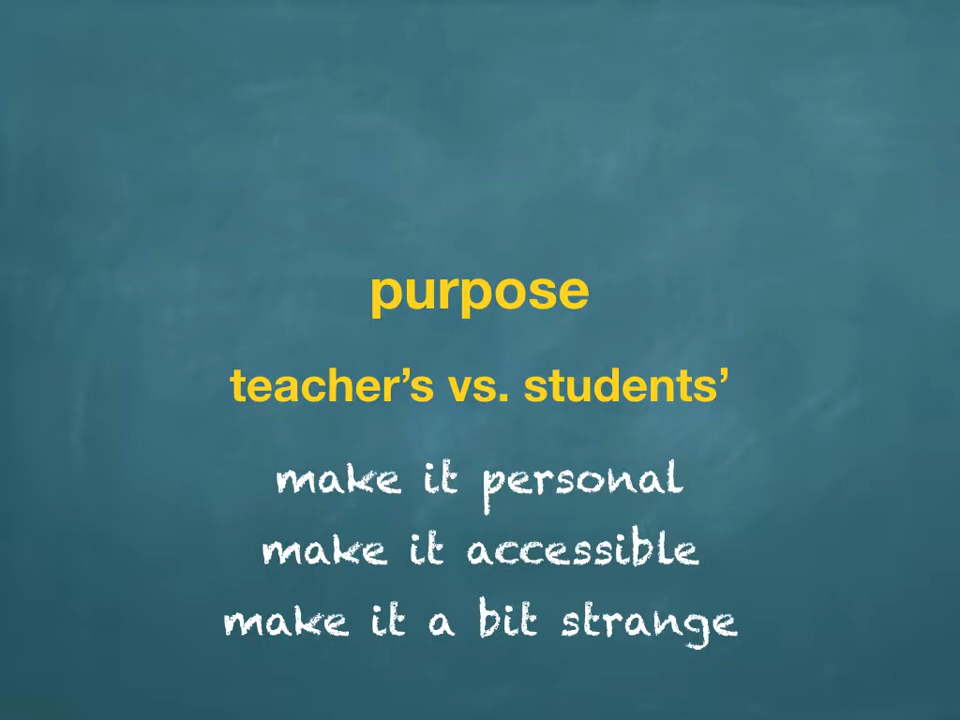 purpose
teacher’s vs. students’
make it personal
make it accessible
make it a bit strange